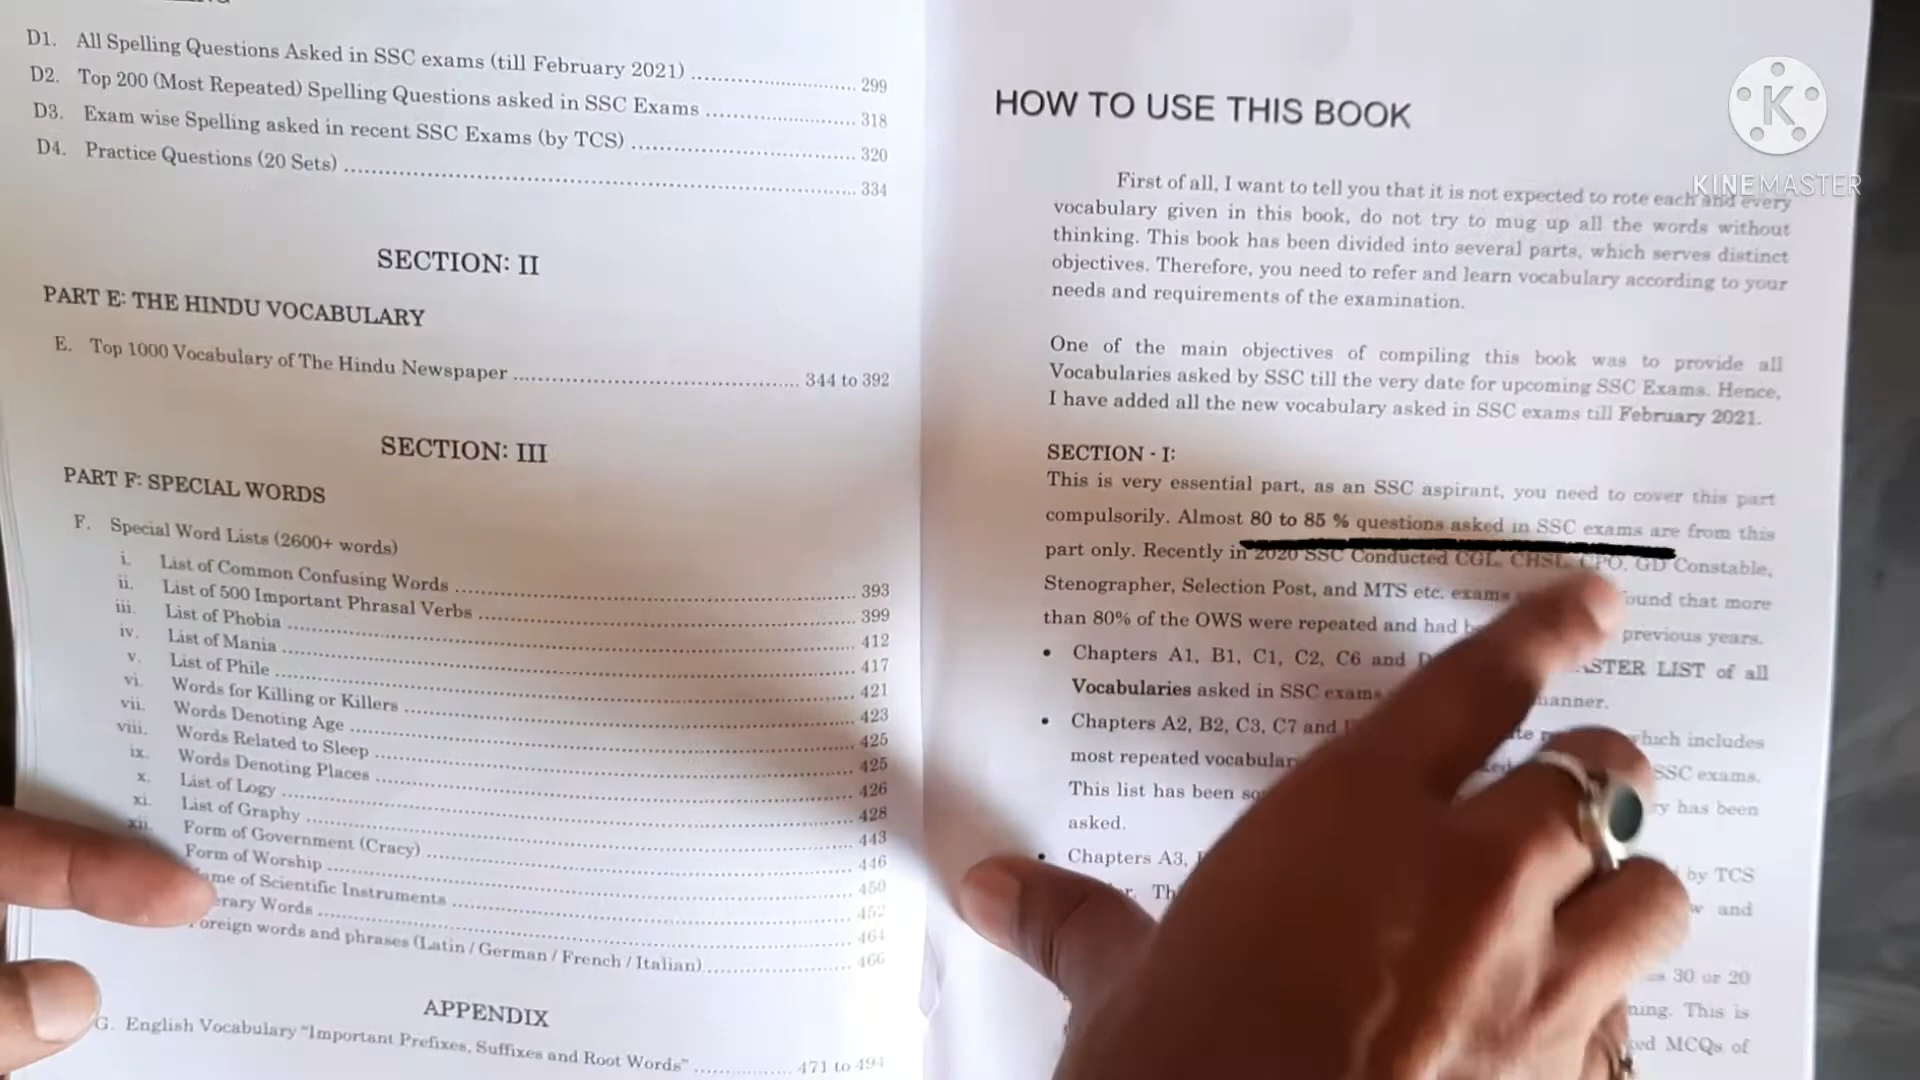 D1. All Spelling Questions Asked in SSC exams (till February 2021) 299
D2. Top 200 (Most Repeated) Spelling Questions asked in SSC Exams 318
D3. Exam wise Spelling asked in recent SSC Exams (by TCS) 320
D4. Practice Questions (20 Sets) 334
SECTION: II
PART E: THE HINDU VOCABULARY
E. Top 1000 Vocabulary of The Hindu Newspaper 344 to 392
SECTION: III
PART F: SPECIAL WORDS
F. Special Word Lists (2600+ words)
i. List of Common Confusing Words 393
ii. List of 500 Important Phrasal Verbs 399
iii. List of Phobia 412
iv. List of Mania 417
v. List of Phile 421
vi. Words for Killing or Killers 423
vii. Words Denoting Age 425
viii. Words Related to Sleep 425
ix. Words Denoting Places 426
x. List of Logy 428
xi. List of Graphy 443
xii. Form of Government (Cracy) 446
Form of Worship 450
of Scientific Instruments 452
Words 464
words and phrases (Latin / German / French / Italian) 466
APPENDIX
G. English Vocabulary "Important Prefixes, Suffixes and Root Words" 471 to 494
HOW TO USE THIS BOOK
First of all, I want to tell you that it is not expected to rote each and every
vocabulary given in this book, do not try to mug up all the words without
thinking. This book has been divided into several parts, which serves distinct
objectives. Therefore, you need to refer and learn vocabulary according to your
needs and requirements of the examination.
One of the main objectives of compiling this book was to provide all
Vocabularies asked by SSC till the very date for upcoming SSC Exams. Hence,
I have added all the new vocabulary asked in SSC exams till February 2021.
SECTION - I:
This is very essential part, as an SSC aspirant, you need to cover this part
compulsorily. Almost 80 to 85 % questions asked in SSC exams are from this
part only. Recently in 2020 SSC Conducted CGL, CHSL, CPO, GD Constable,
Stenographer, Selection Post, and MTS etc. exams found that more
than 80% of the OWS were repeated and had previous years.
• Chapters A1, B1, C1, C2, C6 and LIST of all
Vocabularies asked in SSC exams manner.
• Chapters A2, B2, C3, C7 and which includes
most repeated SSC exams.
This list has been has been
asked.
• Chapters A3, by TCS
and
30 or 20
This is
MCQs of
K
KINEMASTER